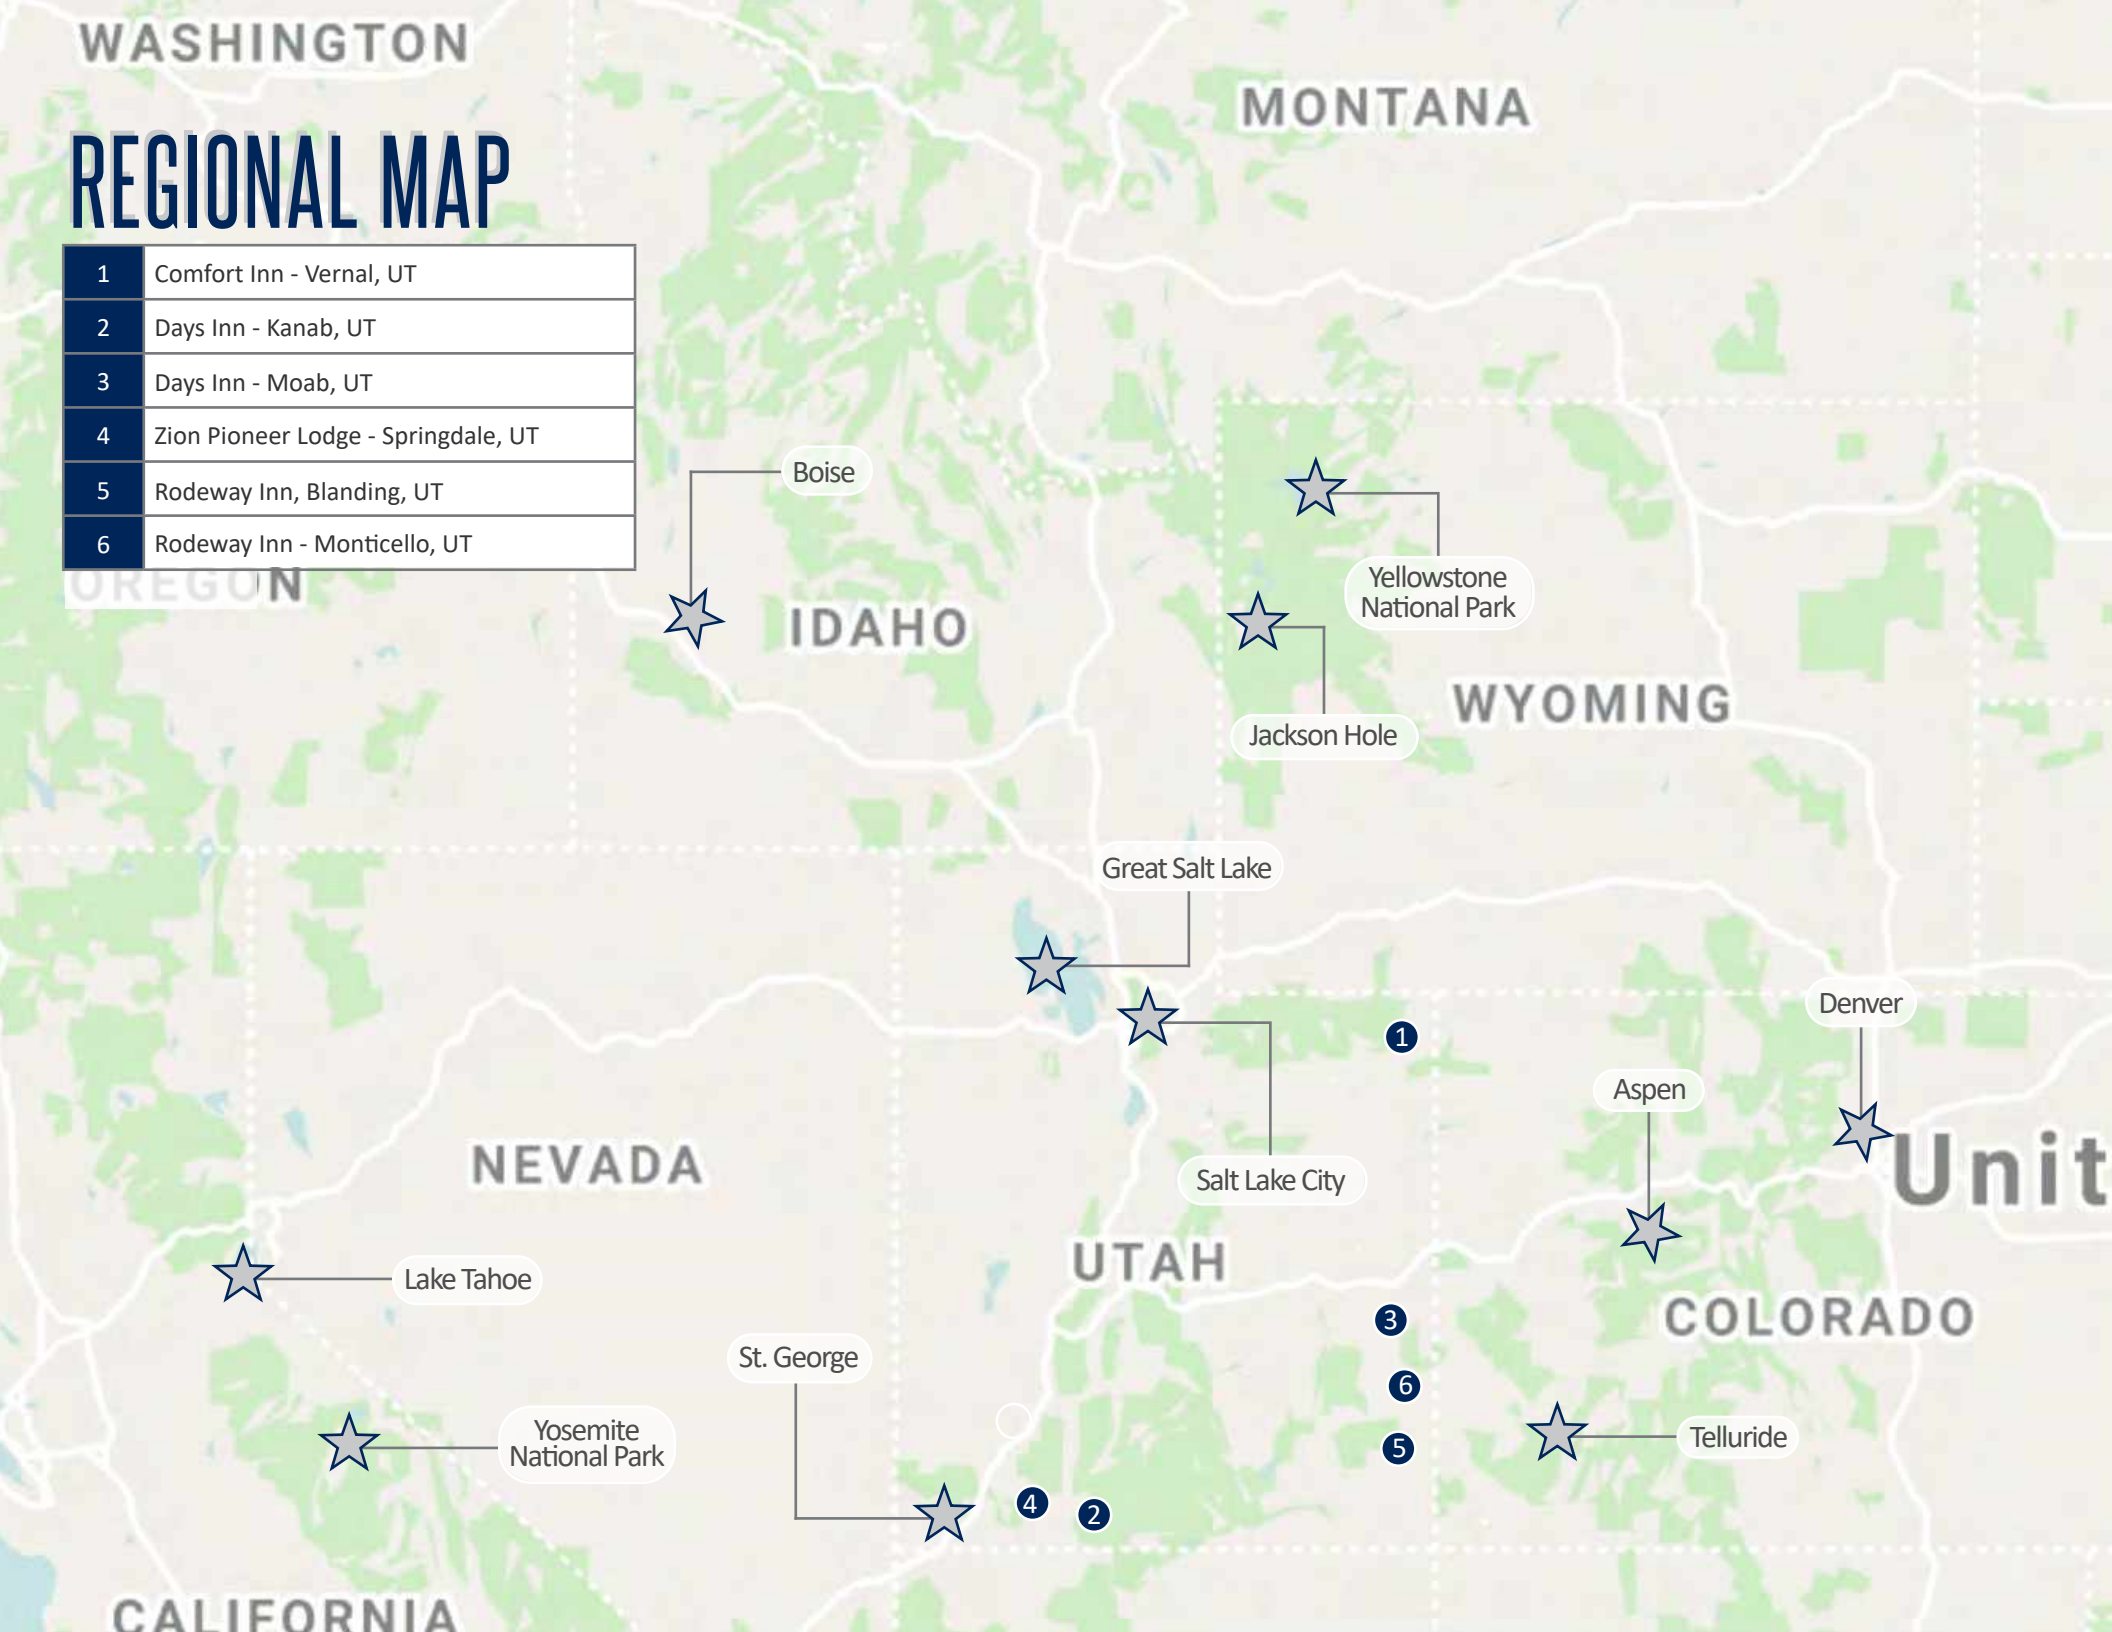 WASHINGTON
MONTANA
REGIONAL MAP
1 Comfort Inn - Vernal, UT
2 Days Inn - Kanab, UT
3 Days Inn - Moab, UT
4 Zion Pioneer Lodge - Springdale, UT
5 Rodeway Inn, Blanding, UT
6 Rodeway Inn - Monticello, UT
OREGON
Boise
IDAHO
Yellowstone
National Park
Jackson Hole
WYOMING
Great Salt Lake
Denver
1
Aspen
NEVADA
Salt Lake City
Unit
UTAH
Lake Tahoe
COLORADO
3
St. George
6
Yosemite
National Park
5
Telluride
4
2
CALIFORNIA